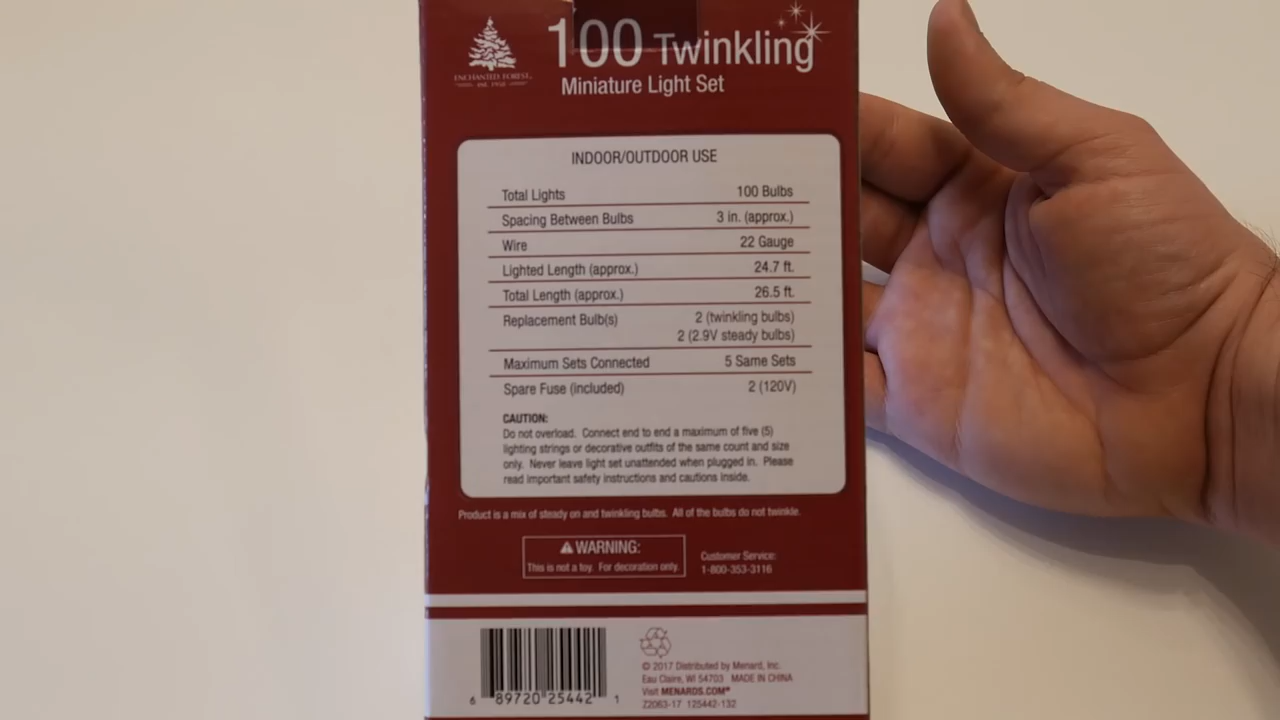 100 Twinkling
ENCHANTED FOREST
EST. 1958
Miniature Light Set
INDOOR/OUTDOOR USE
Total Lights 100 Bulbs
Spacing Between Bulbs 3 in. (approx.)
Wire 22 Gauge
Lighted Length (approx.) 24.7 ft.
Total Length (approx.) 26.5 ft.
Replacement Bulb(s) 2 (twinkling bulbs)
2 (2.9V steady bulbs)
Maximum Sets Connected 5 Same Sets
Spare Fuse (included) 2 (120V)
CAUTION:
Do not overload. Connect end to end a maximum of five (5)
lighting strings or decorative outfits of the same count and size
only. Never leave light set unattended when plugged in. Please
read important safety instructions and cautions inside.
Product is a mix of steady on and twinkling bulbs. All of the bulbs do not twinkle.
WARNING:
This is not a toy. For decoration only.
Customer Service:
1-800-353-3116
6 89720 25442 1
© 2017 Distributed by Menard, Inc.
Eau Claire, WI 54703 MADE IN CHINA
Visit MENARDS.COM®
Z2063-17 125442-132